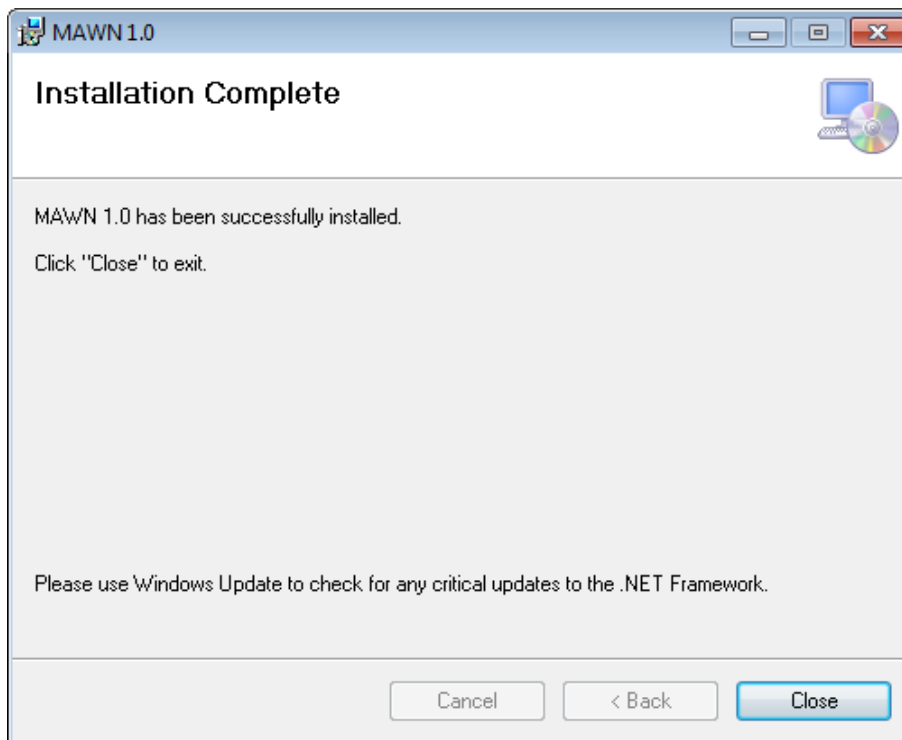 MAWN 1.0
Installation Complete
MAWN 1.0 has been successfully installed.
Click "Close" to exit.
Please use Windows Update to check for any critical updates to the .NET Framework.
Cancel
< Back
Close